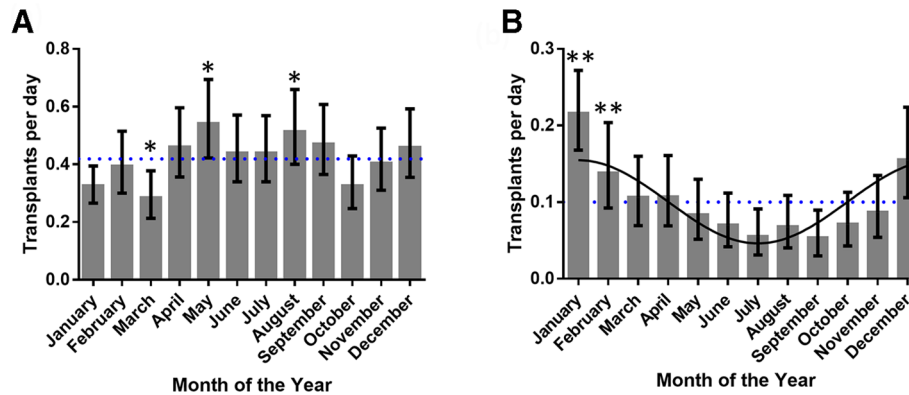 A
Transplants per day
0.8
0.6
0.4
0.2
0.0
*
*
*
January
February
March
April
May
June
July
August
September
October
November
December
Month of the Year
B
Transplants per day
0.3
0.2
0.1
0.0
**
**
January
February
March
April
May
June
July
August
September
October
November
December
Month of the Year